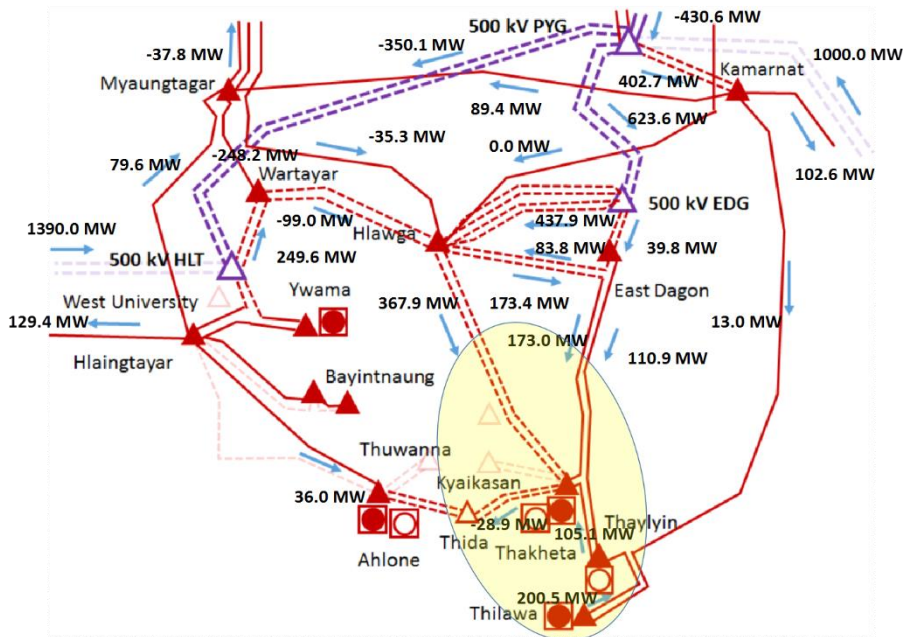 500 kV PYG
-430.6 MW
-37.8 MW
-350.1 MW
1000.0 MW
Myaungtagar
402.7 MW
Kamarnat
89.4 MW
623.6 MW
-35.3 MW
0.0 MW
79.6 MW
-248.2 MW
102.6 MW
Wartayar
500 kV EDG
-99.0 MW
437.9 MW
1390.0 MW
Hlawga
83.8 MW
39.8 MW
500 kV HLT
249.6 MW
East Dagon
West University
Ywama
367.9 MW
173.4 MW
129.4 MW
13.0 MW
173.0 MW
110.9 MW
Hlaingtayar
Bayintnaung
Thuwanna
Kyaikasan
36.0 MW
-28.9 MW
Thaylyin
Thida
105.1 MW
Ahlone
Thakheta
200.5 MW
Thilawa